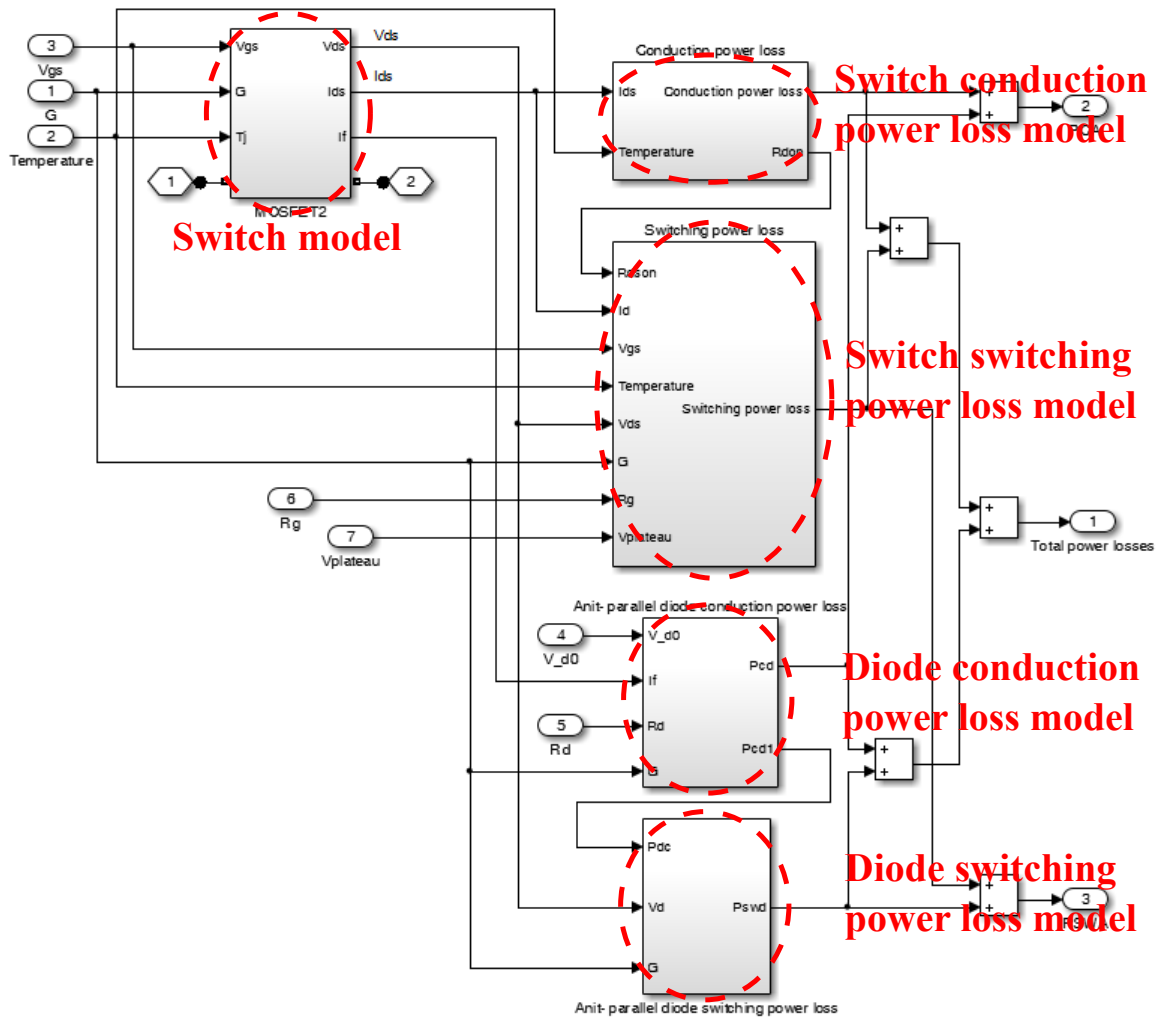 3
Vgs
1
G
2
Temperature
Vgs
G
Tj
Vds
Ids
If
MOSFET2
1
2
Switch model
Vds
Ids
Conduction power loss
Ids
Temperature
Conduction power loss
Rdon
Switch conduction
power loss model
2
Switching power loss
Rdson
Id
Vgs
Temperature
Vds
G
Rg
Vplateau
Switching power loss
Switch switching
power loss model
6
Rg
7
Vplateau
+
+
+
+
+
+
1
Total power losses
Anit- parallel diode conduction power loss
4
V_d0
5
Rd
V_d0
If
Rd
G
Pcd
Pcd1
Diode conduction
power loss model
+
+
Pdc
Vd
G
Pswd
Diode switching
power loss model
+
+
3
Anit- parallel diode switching power loss